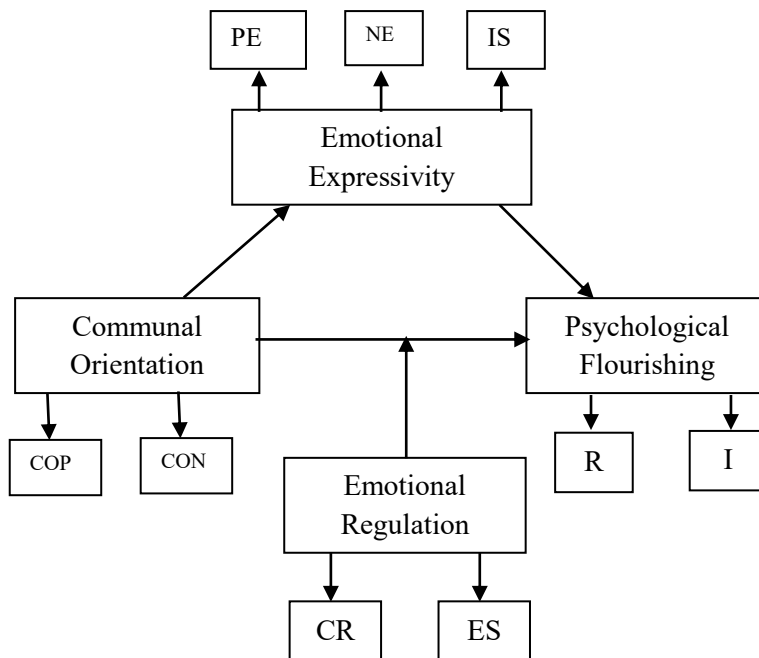 PE
NE
IS
Emotional
Expressivity
Communal
Orientation
Psychological
Flourishing
COP
CON
R
I
Emotional
Regulation
CR
ES